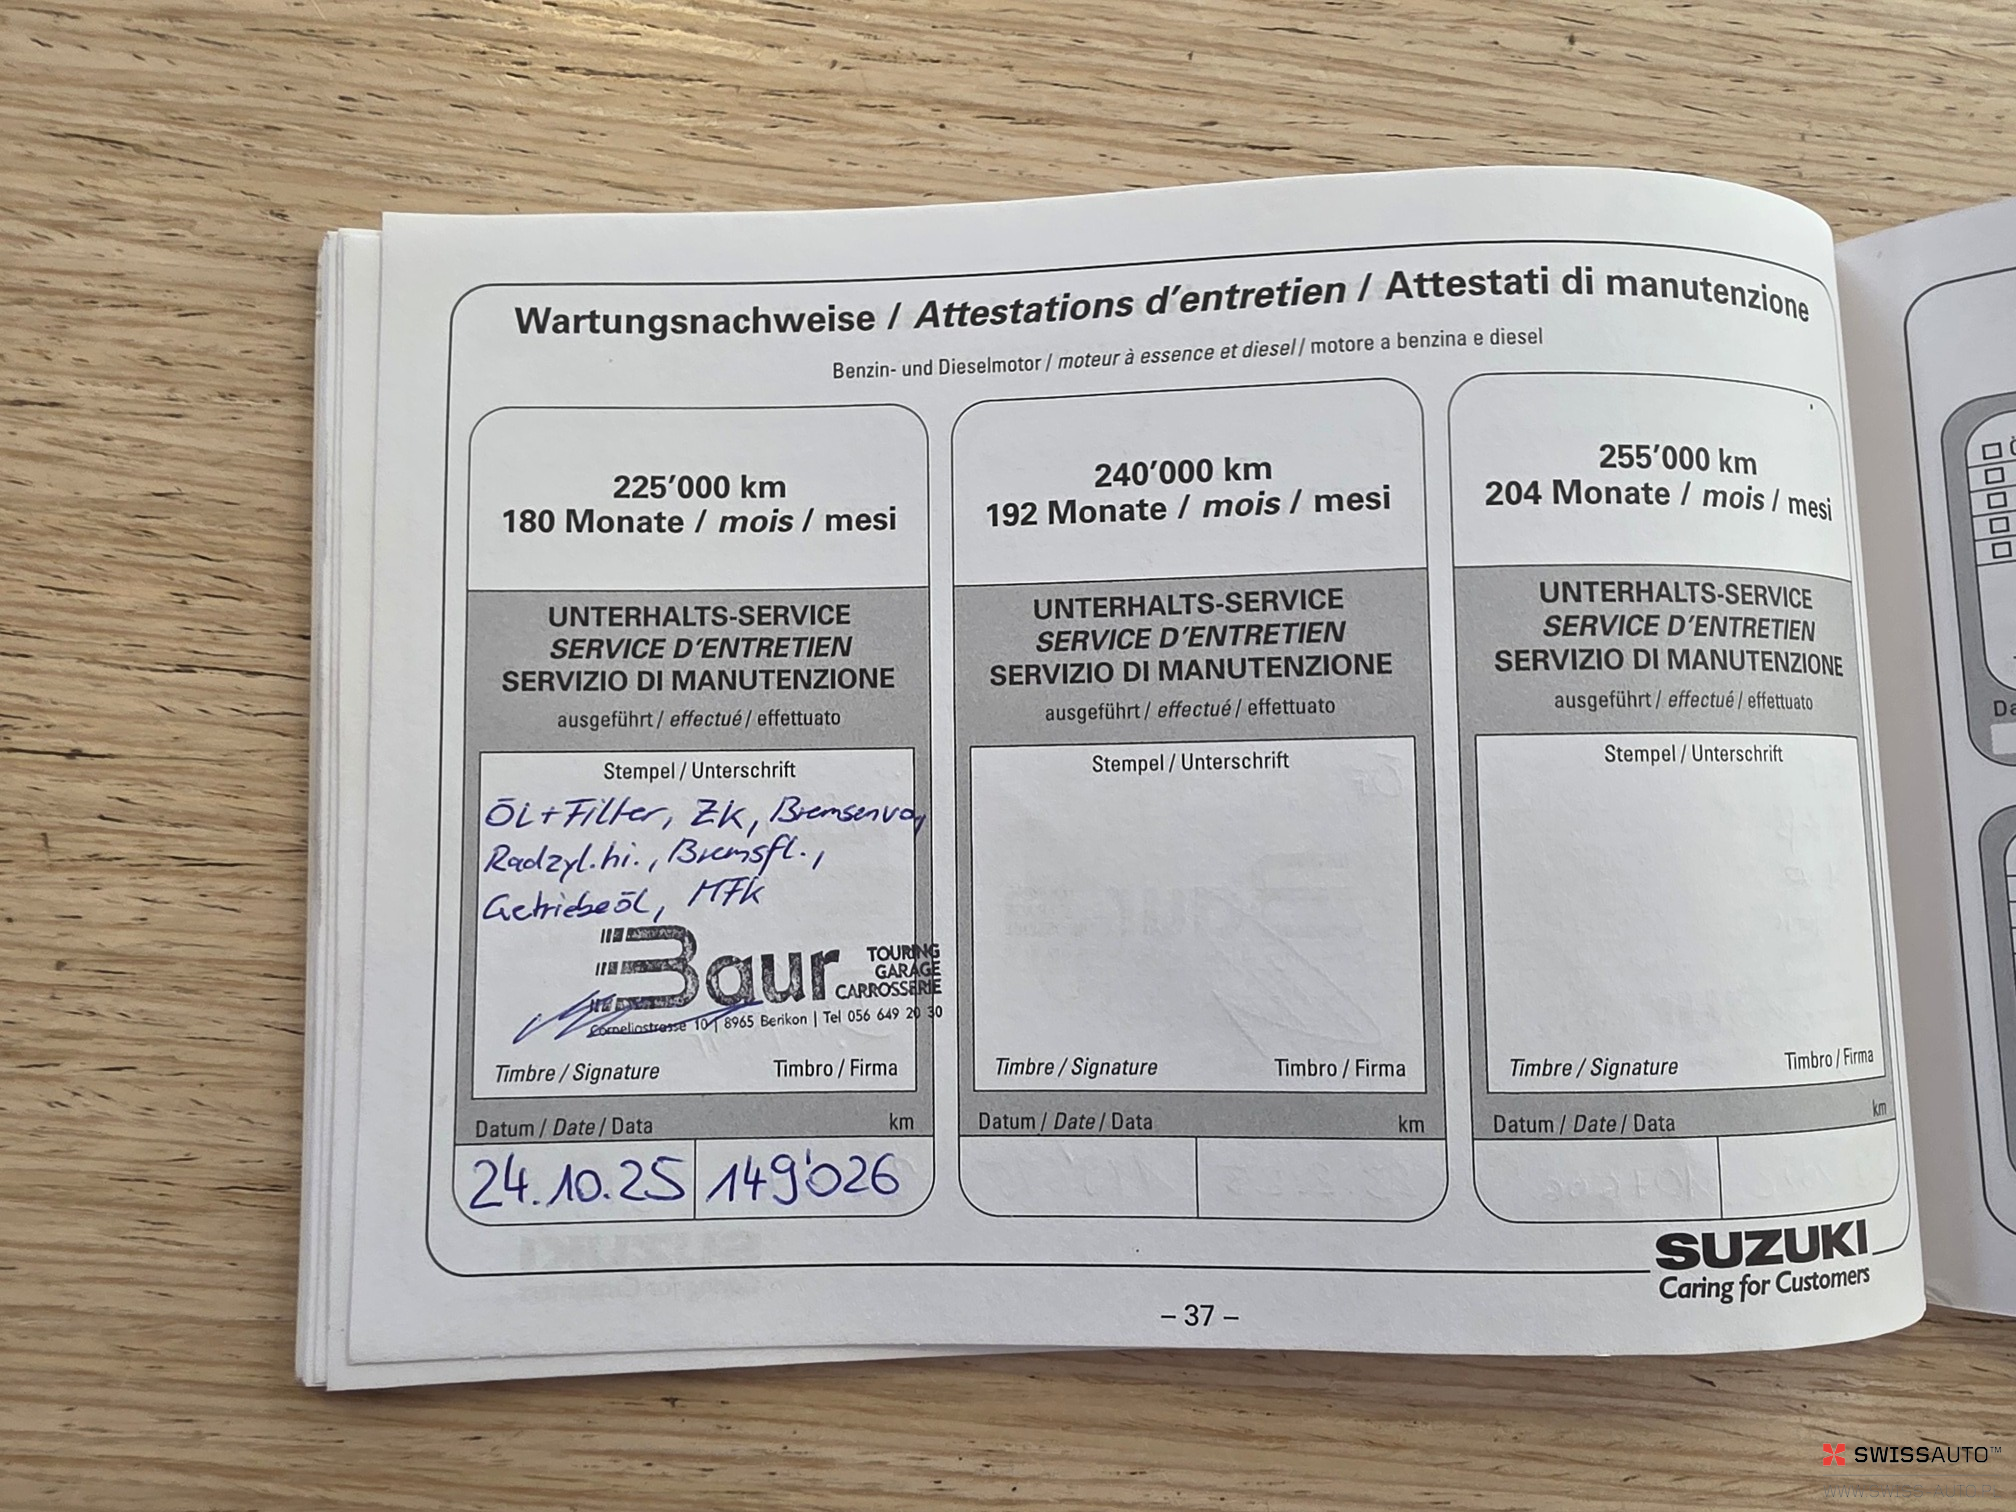 Wartungsnachweise / Attestations d'entretien / Attestati di manutenzione
Benzin- und Dieselmotor / moteur à essence et diesel / motore a benzina e diesel
225'000 km
180 Monate / mois / mesi
UNTERHALTS-SERVICE
SERVICE D'ENTRETIEN
SERVIZIO DI MANUTENZIONE
ausgeführt / effectué / effettuato
Stempel / Unterschrift
ÖL + Filter, ZK, Bremsenvo,
Radzyl. hi., Bremsfl.,
Getriebeöl, MFK
Baur
TOURING
GARAGE
CARROSSERIE
Corneliastrasse 10 | 8965 Berikon | Tel 056 649 20 30
Timbre / Signature Timbro / Firma
Datum / Date / Data km
24.10.25 149'026
240'000 km
192 Monate / mois / mesi
UNTERHALTS-SERVICE
SERVICE D'ENTRETIEN
SERVIZIO DI MANUTENZIONE
ausgeführt / effectué / effettuato
Stempel / Unterschrift
Timbre / Signature Timbro / Firma
Datum / Date / Data km
255'000 km
204 Monate / mois / mesi
UNTERHALTS-SERVICE
SERVICE D'ENTRETIEN
SERVIZIO DI MANUTENZIONE
ausgeführt / effectué / effettuato
Stempel / Unterschrift
Timbre / Signature Timbro / Firma
Datum / Date / Data km
SUZUKI
Caring for Customers
– 37 –
SWISSAUTO™